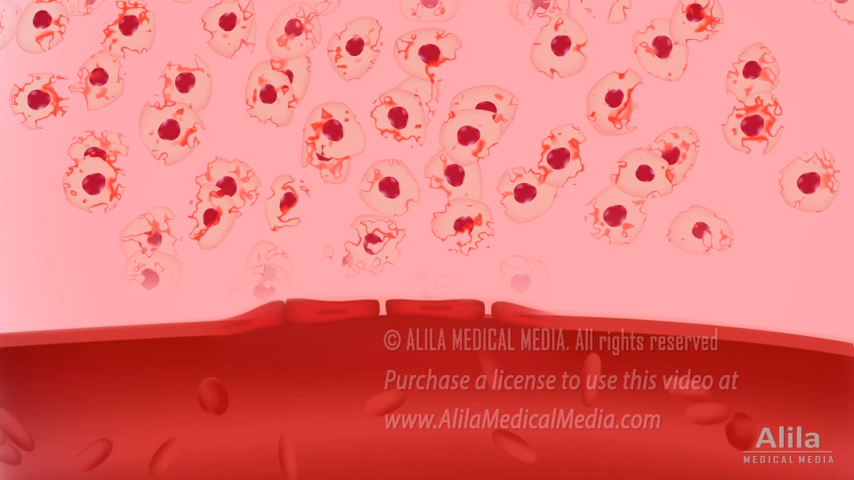 © ALILA MEDICAL MEDIA. All rights reserved
Purchase a license to use this video at
www.AlilaMedicalMedia.com
Alila
MEDICAL MEDIA